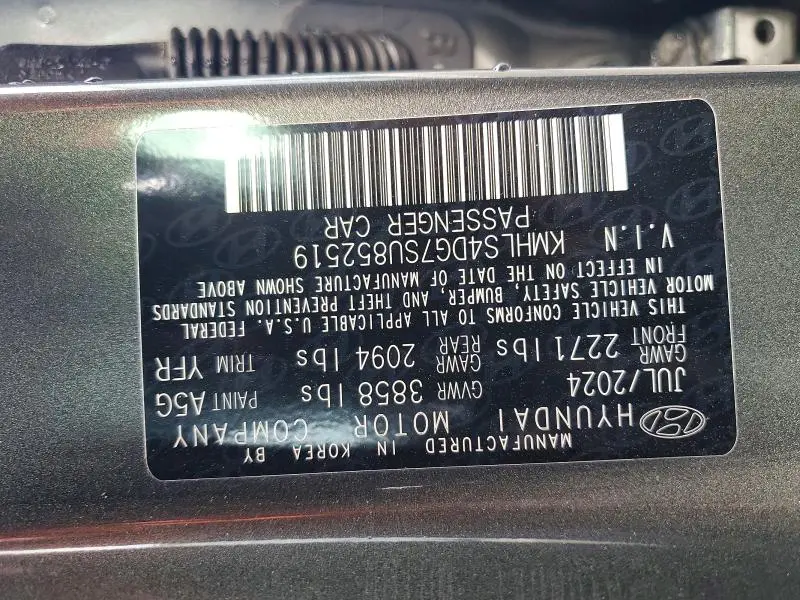 MANUFACTURED IN KOREA BY
HYUNDAI MOTOR COMPANY
JUL/2024 GVWR 3858 lbs PAINT A5G
GAWR FRONT 2271 lbs GAWR REAR 2094 lbs TRIM YFR
THIS VEHICLE CONFORMS TO ALL APPLICABLE U.S.A. FEDERAL
MOTOR VEHICLE SAFETY, BUMPER, AND THEFT PREVENTION STANDARDS
IN EFFECT ON THE DATE OF MANUFACTURE SHOWN ABOVE
V.I.N KMHLS4DG7SU852519
PASSENGER CAR